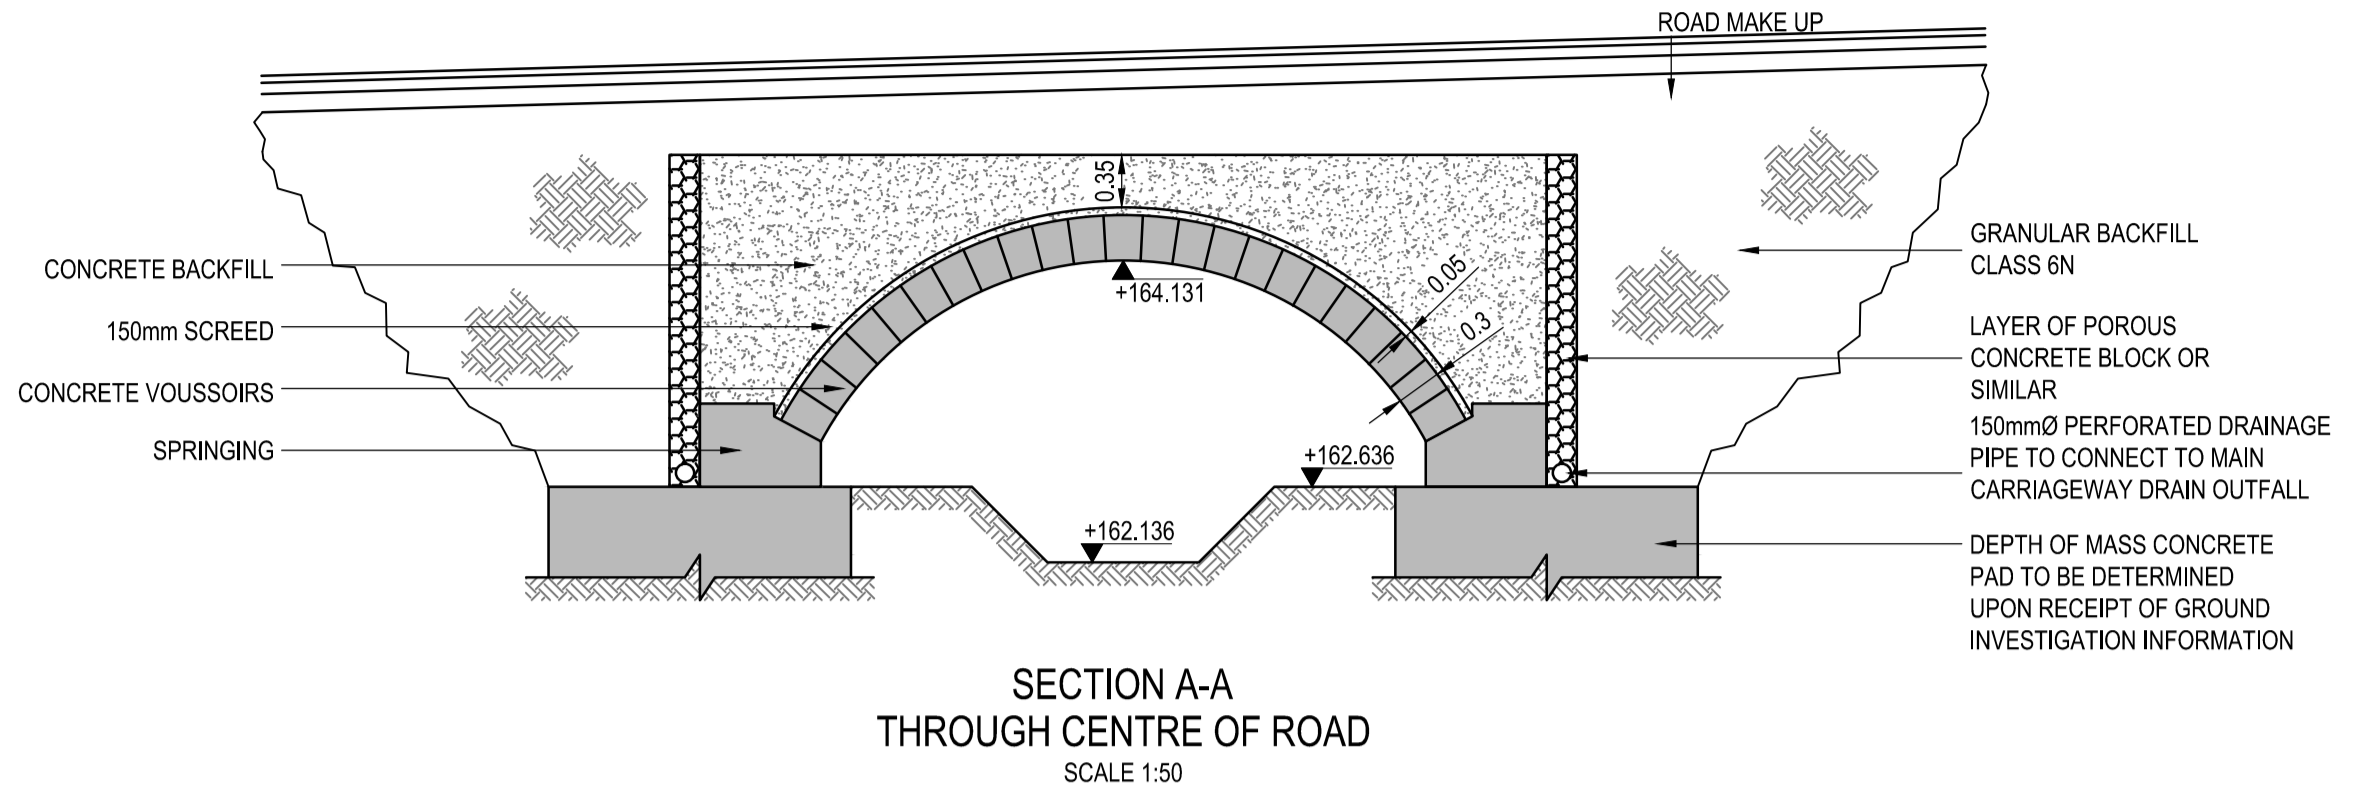 ROAD MAKE UP
0.35
CONCRETE BACKFILL
150mm SCREED
CONCRETE VOUSSOIRS
SPRINGING
+164.131
0.05
0.3
+162.636
+162.136
GRANULAR BACKFILL
CLASS 6N
LAYER OF POROUS
CONCRETE BLOCK OR
SIMILAR
150mmØ PERFORATED DRAINAGE
PIPE TO CONNECT TO MAIN
CARRIAGEWAY DRAIN OUTFALL
DEPTH OF MASS CONCRETE
PAD TO BE DETERMINED
UPON RECEIPT OF GROUND
INVESTIGATION INFORMATION
SECTION A-A
THROUGH CENTRE OF ROAD
SCALE 1:50